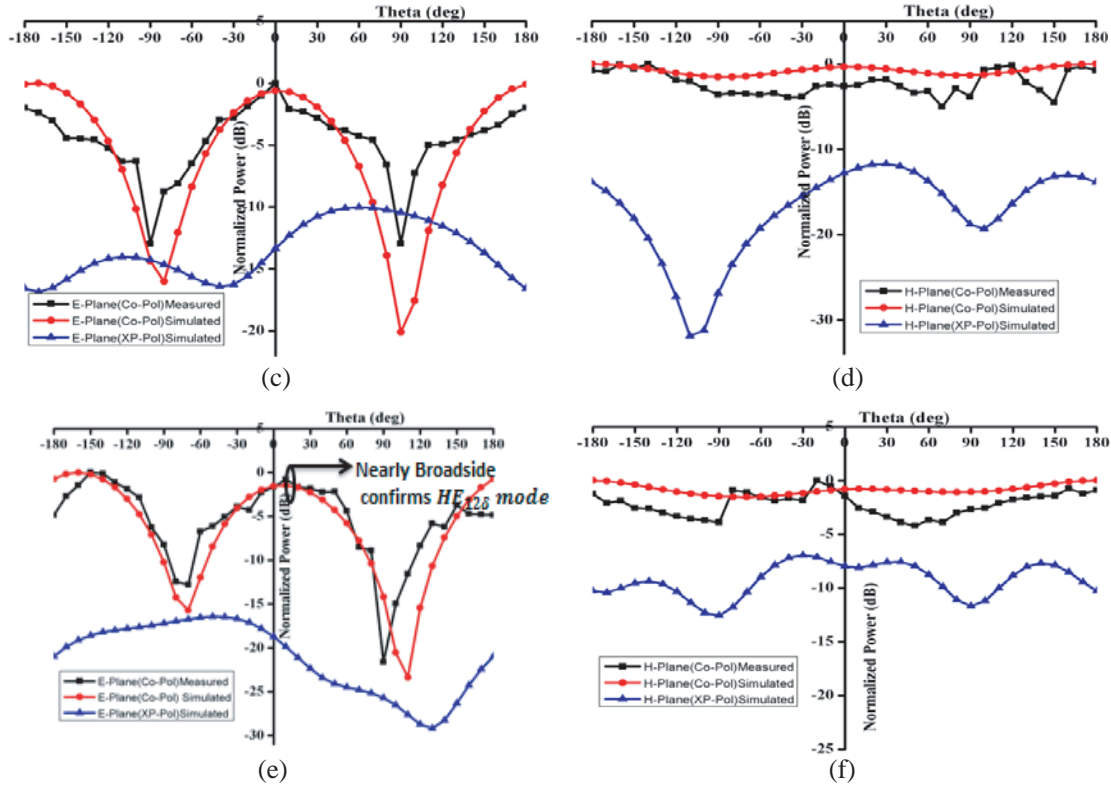 Theta (deg)
-180 -150 -120 -90 -60 -30 0 30 60 90 120 150 180
5
0
-5
-10
-15
-20
Normalized Power (dB)
E-Plane(Co-Pol)Measured
E-Plane(Co-Pol)Simulated
E-Plane(XP-Pol)Simulated
(c)
Theta (deg)
-180 -150 -120 -90 -60 -30 0 30 60 90 120 150 180
0
-10
-20
-30
Normalized Power (dB)
H-Plane(Co-Pol)Measured
H-Plane(Co-Pol)Simulated
H-Plane(XP-Pol)Simulated
(d)
Theta (deg)
-180 -150 -120 -90 -60 -30 0 30 60 90 120 150 180
5
0
-5
-10
-15
-20
-25
-30
Normalized Power (dB)
Nearly Broadside
confirms HE12δ mode
E-Plane(Co-Pol)Measured
E-Plane(Co-Pol) Simulated
E-Plane(XP-Pol)Simulated
(e)
Theta (deg)
-180 -150 -120 -90 -60 -30 0 30 60 90 120 150 180
5
0
-5
-10
-15
-20
-25
Normalized Power (dB)
H-Plane(Co-Pol)Measured
H-Plane(Co-Pol)Simulated
H-Plane(XP-Pol)Simulated
(f)